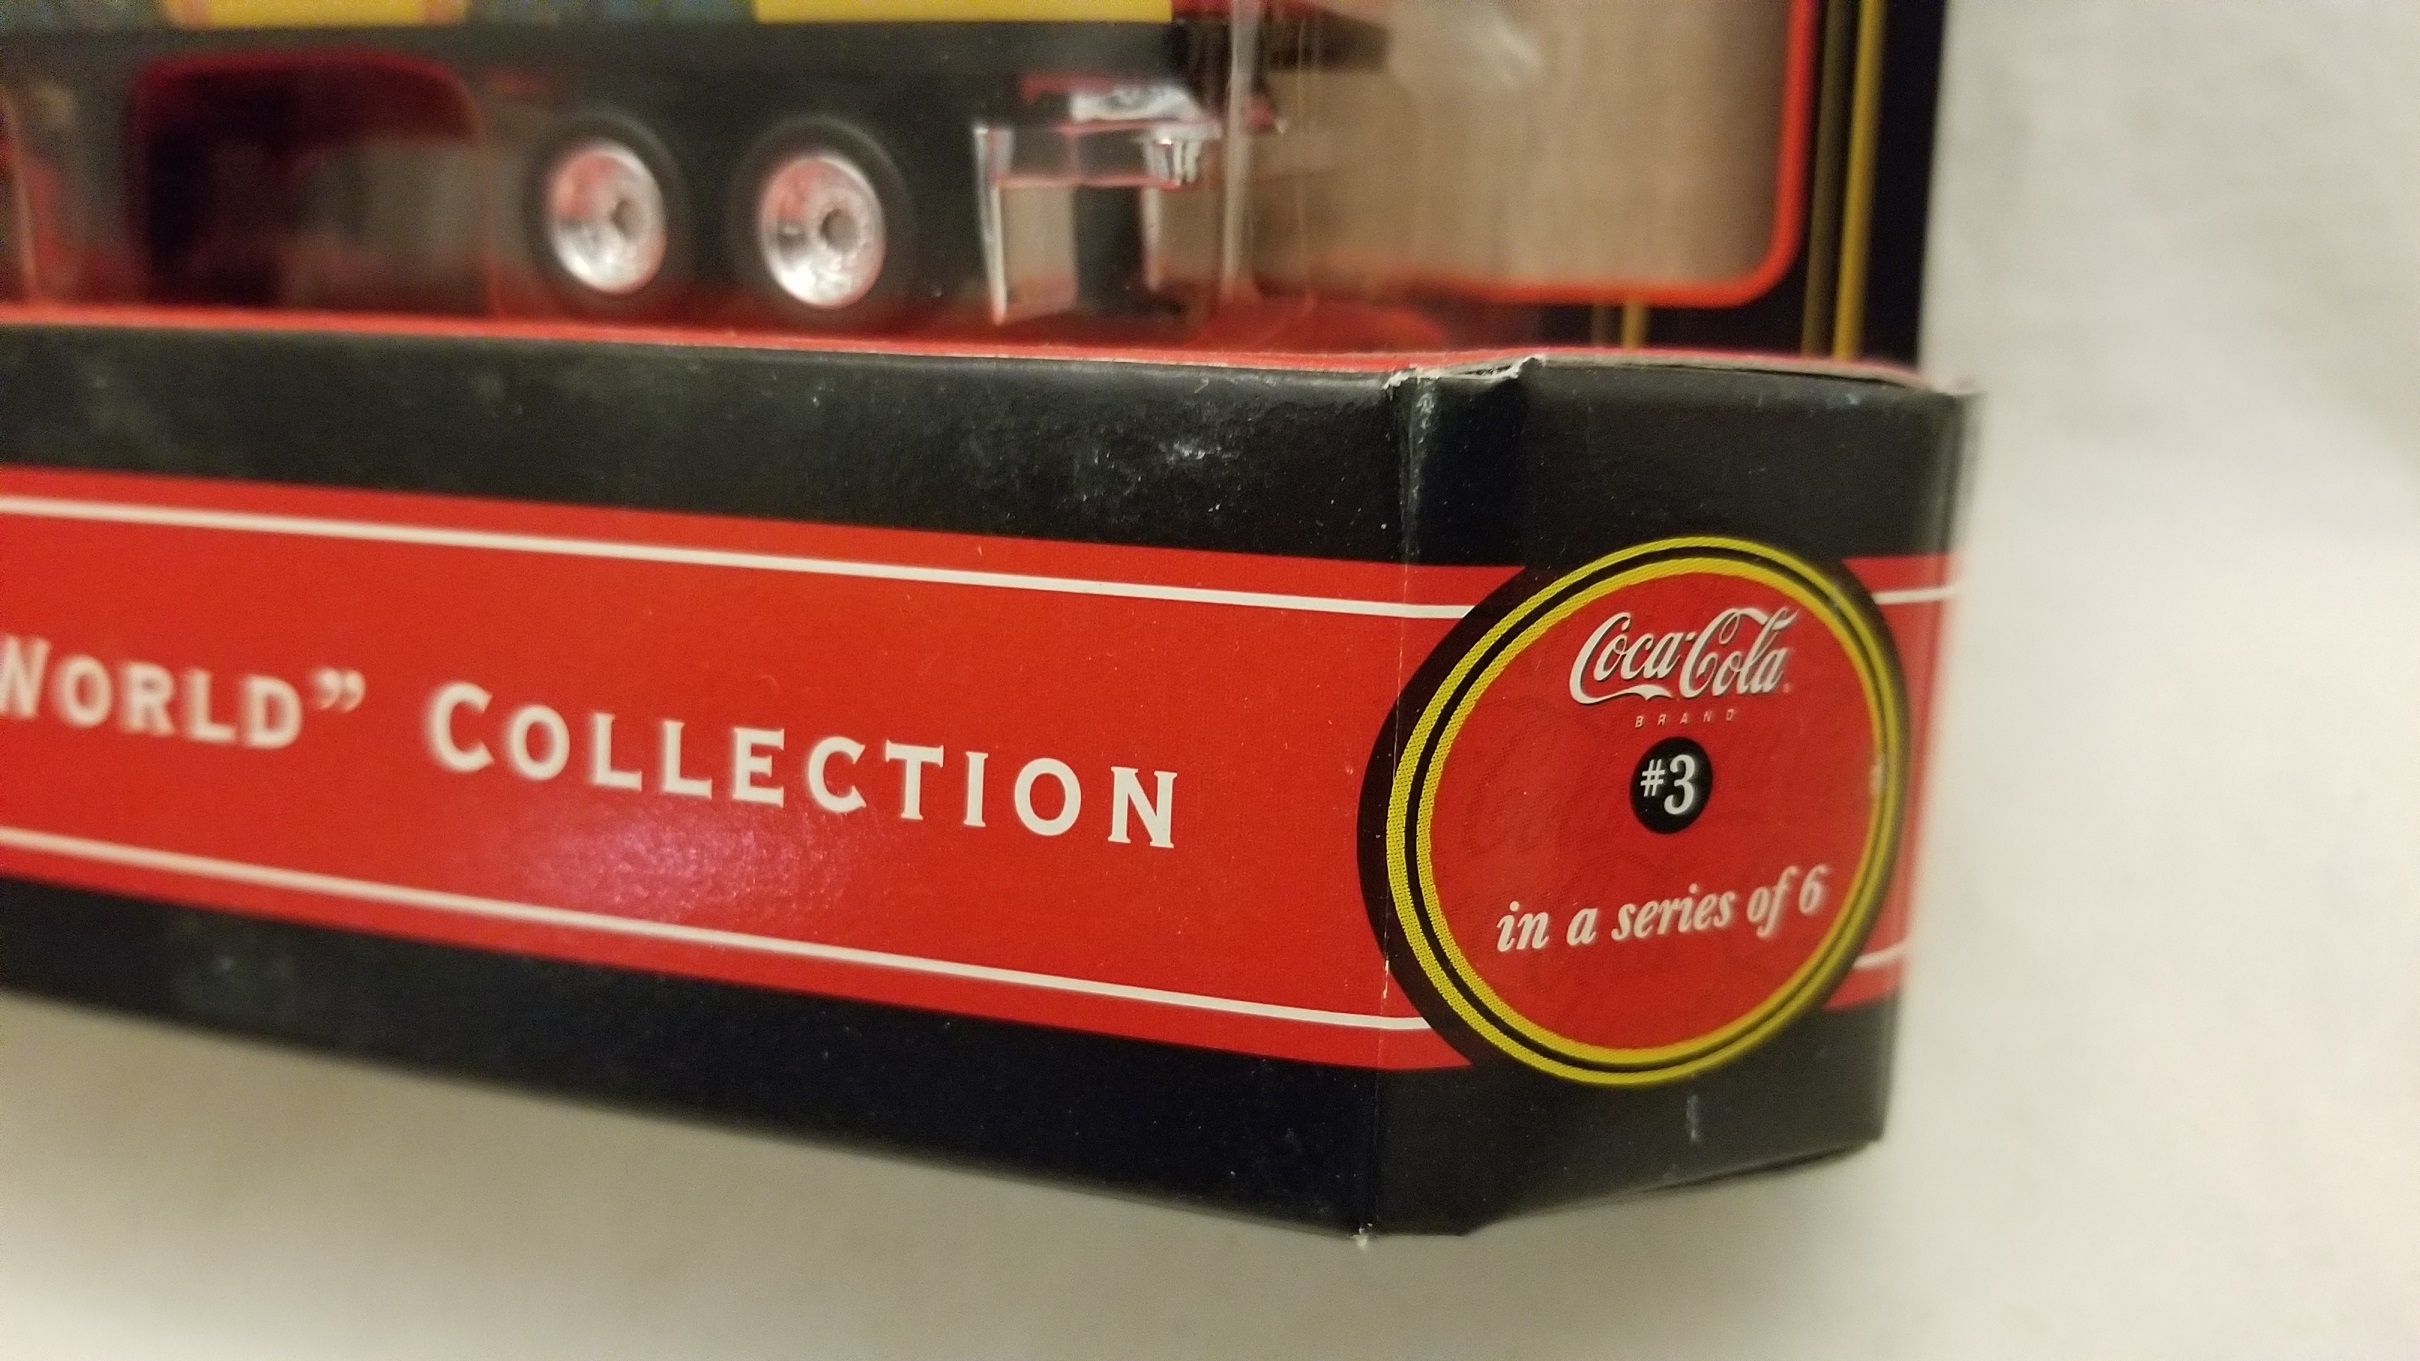 WORLD” COLLECTION
Coca-Cola
BRAND
#3
in a series of 6